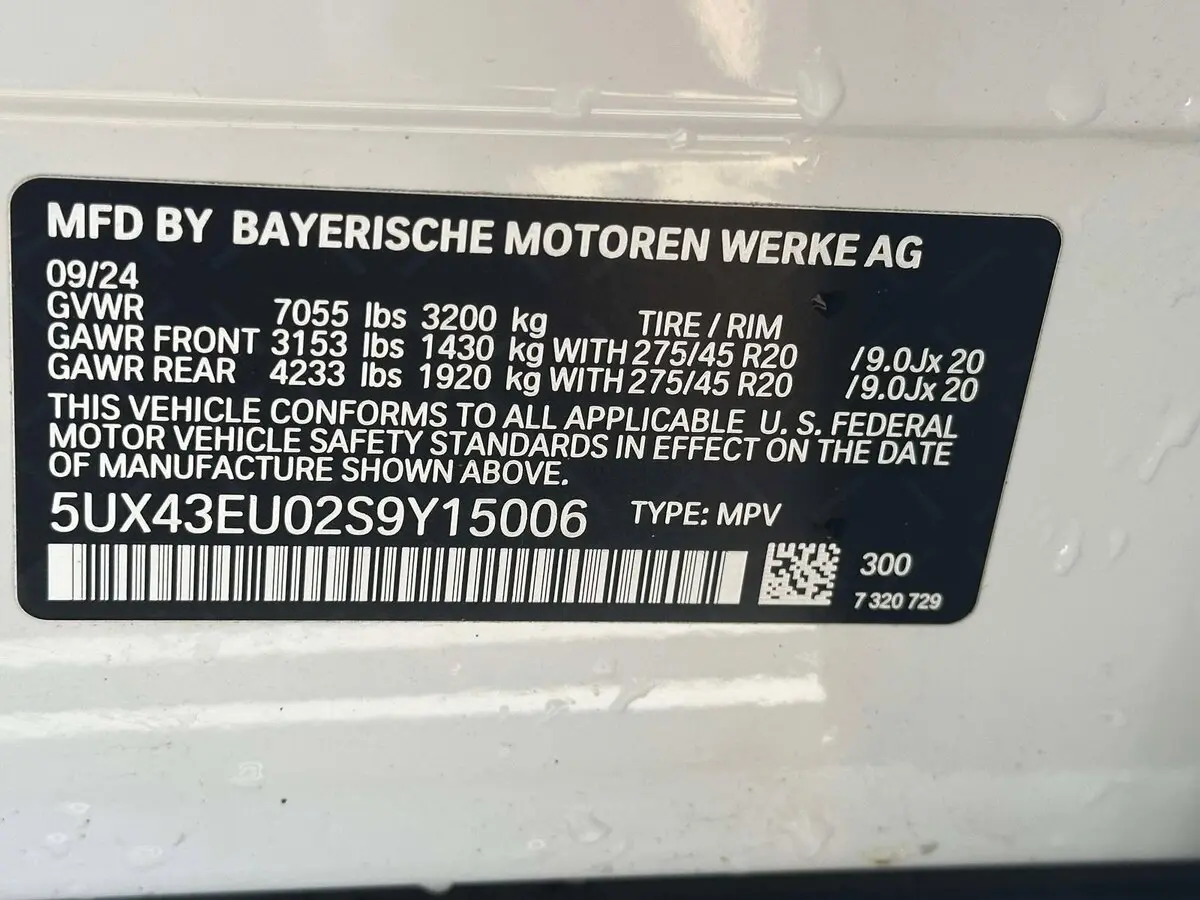 MFD BY BAYERISCHE MOTOREN WERKE AG
09/24
GVWR 7055 lbs 3200 kg TIRE / RIM
GAWR FRONT 3153 lbs 1430 kg WITH 275/45 R20 /9.0Jx 20
GAWR REAR 4233 lbs 1920 kg WITH 275/45 R20 /9.0Jx 20
THIS VEHICLE CONFORMS TO ALL APPLICABLE U. S. FEDERAL
MOTOR VEHICLE SAFETY STANDARDS IN EFFECT ON THE DATE
OF MANUFACTURE SHOWN ABOVE.
5UX43EU02S9Y15006 TYPE: MPV
300
7 320 729